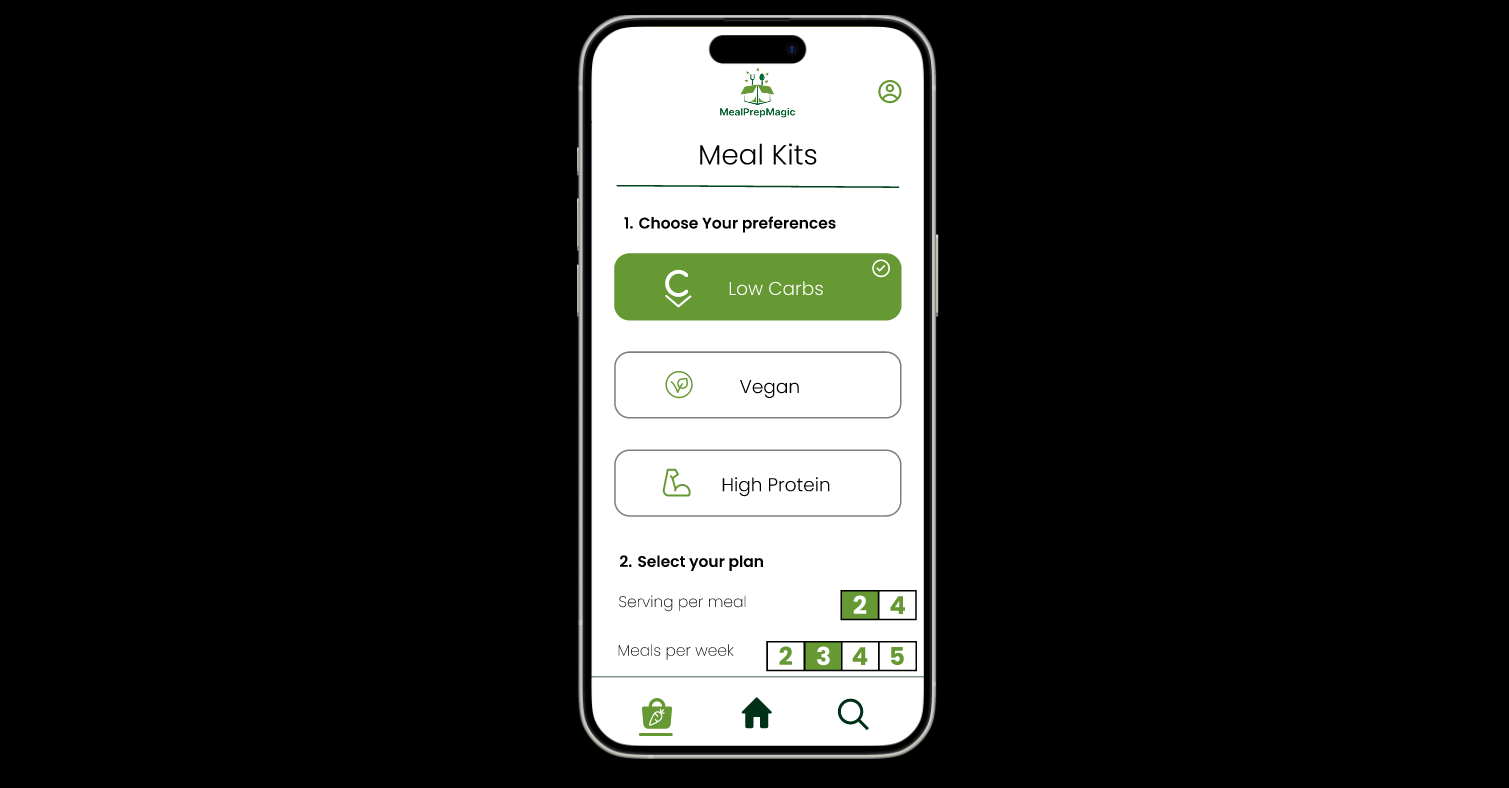 MealPrepMagic
Meal Kits
1. Choose Your preferences
Low Carbs
Vegan
High Protein
2. Select your plan
Serving per meal 2 4
Meals per week 2 3 4 5